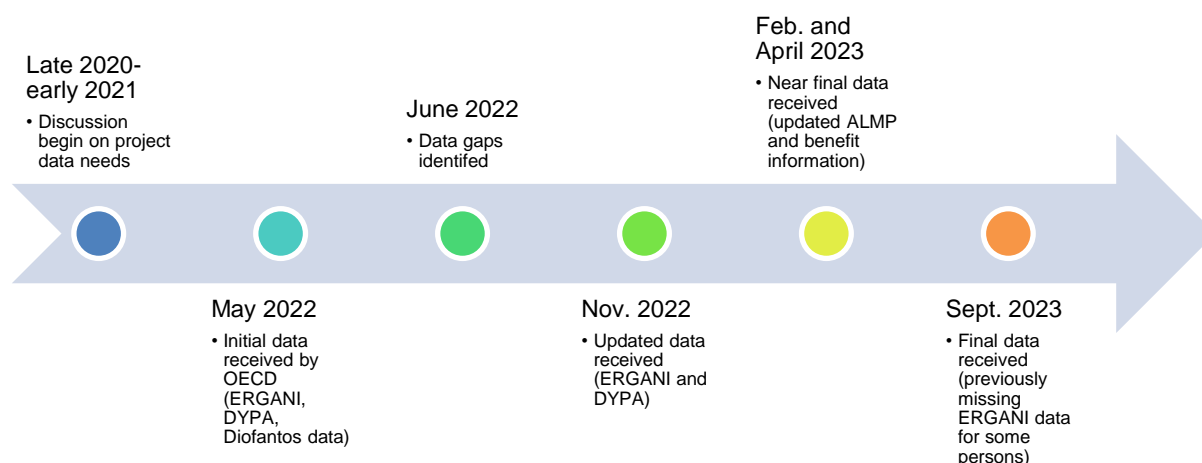 Late 2020-
early 2021
• Discussion
begin on project
data needs
May 2022
• Initial data
received by
OECD
(ERGANI,
DYPA,
Diofantos data)
June 2022
• Data gaps
identifed
Nov. 2022
• Updated data
received
(ERGANI and
DYPA)
Feb. and
April 2023
• Near final data
received
(updated ALMP
and benefit
information)
Sept. 2023
• Final data
received
(previously
missing
ERGANI data
for some
persons)